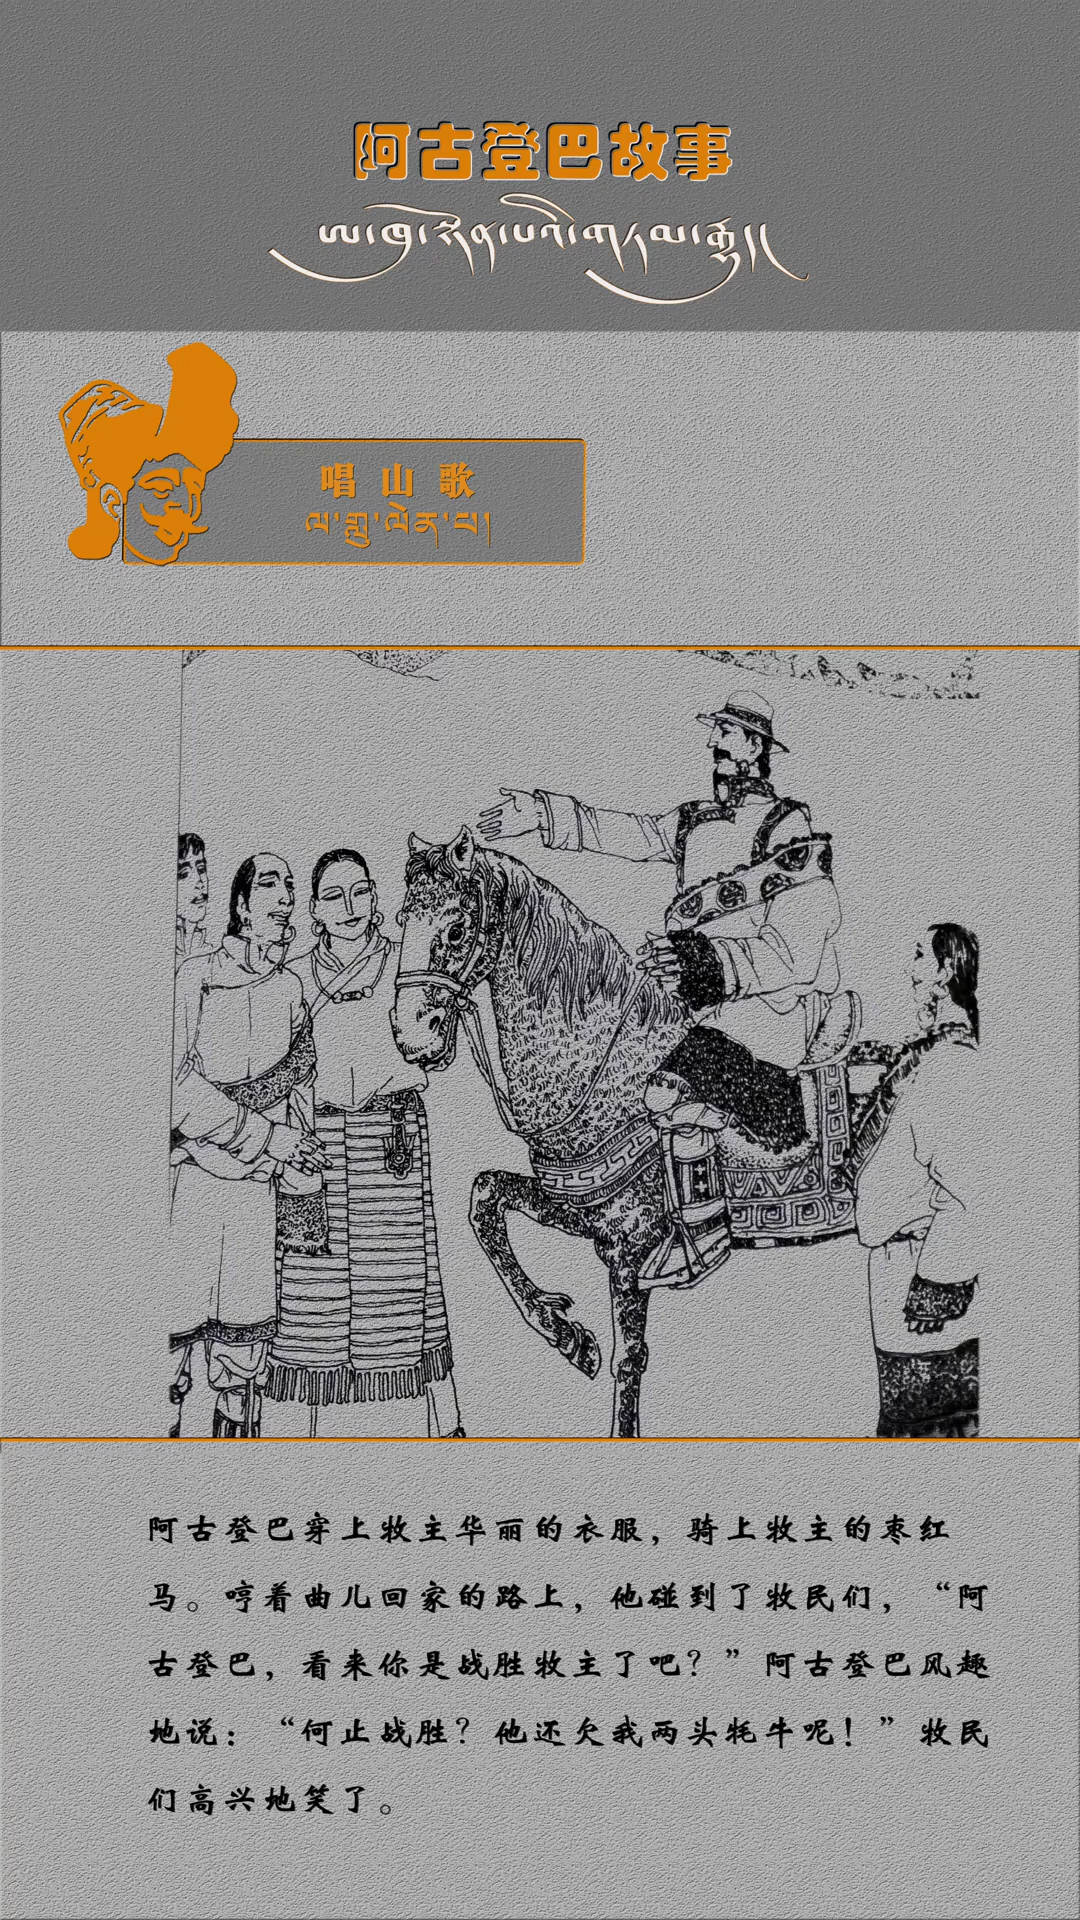 阿古登巴故事
ཨ་ཁུ་སྟོན་པའི་གཏམ་རྒྱུད།
唱山歌
ལ་གླུ་ལེན་པ།
阿古登巴穿上牧主华丽的衣服，骑上牧主的枣红
马。哼着曲儿回家的路上，他碰到了牧民们，“阿
古登巴，看来你是战胜牧主了吧？”阿古登巴风趣
地说：“何止战胜？他还欠我两头牦牛呢！”牧民
们高兴地笑了。